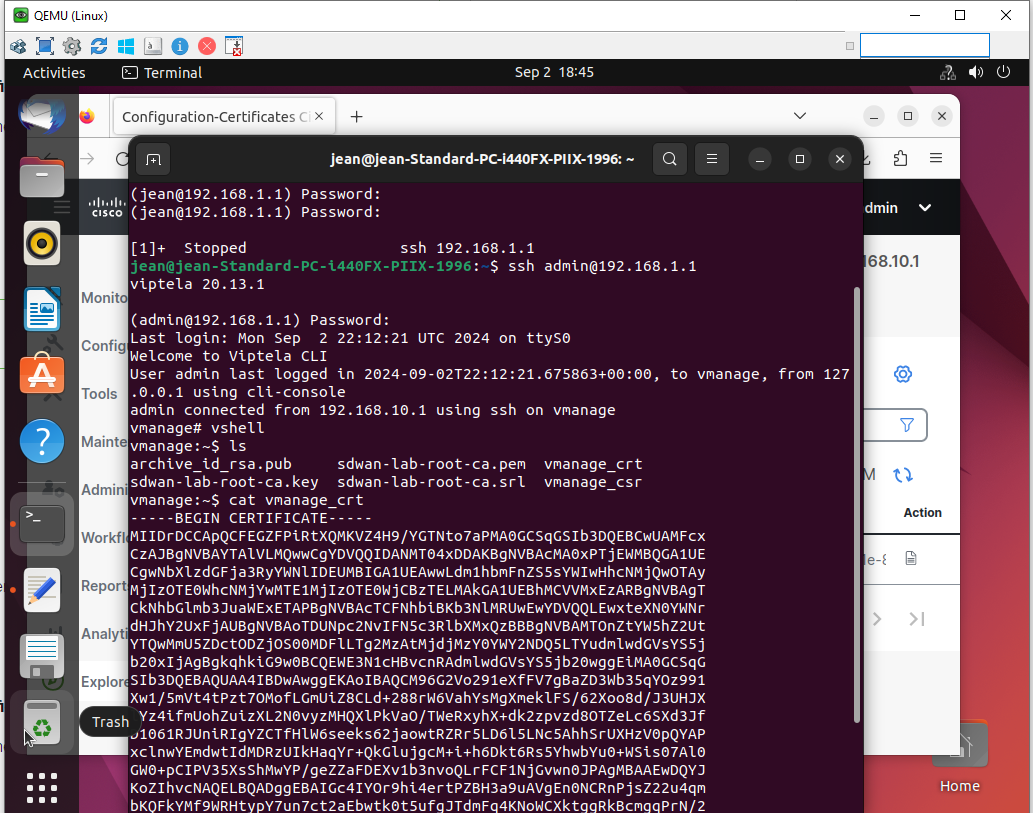 QEMU (Linux)
Activities
Terminal
Sep 2 18:45
Configuration-Certificates C
jean@jean-Standard-PC-i440FX-PIIX-1996: ~
(jean@192.168.1.1) Password:
(jean@192.168.1.1) Password:
[1]+  Stopped                 ssh 192.168.1.1
jean@jean-Standard-PC-i440FX-PIIX-1996:~$ ssh admin@192.168.1.1
viptela 20.13.1
(admin@192.168.1.1) Password:
Last login: Mon Sep  2 22:12:21 UTC 2024 on ttyS0
Welcome to Viptela CLI
User admin last logged in 2024-09-02T22:12:21.675863+00:00, to vmanage, from 127
.0.0.1 using cli-console
admin connected from 192.168.10.1 using ssh on vmanage
vmanage# vshell
vmanage:~$ ls
archive_id_rsa.pub     sdwan-lab-root-ca.pem  vmanage_crt
sdwan-lab-root-ca.key  sdwan-lab-root-ca.srl  vmanage_csr
vmanage:~$ cat vmanage_crt
-----BEGIN CERTIFICATE-----
MIIDrDCCApQCFEGZFPiRtXQMKVZ4H9/YGTNto7aPMA0GCSqGSIb3DQEBCwUAMFcx
CzAJBgNVBAYTAlVLMQwwCgYDVQQIDANMT04xDDAKBgNVBAcMA0xPTjEWMBQGA1UE
CgwNbXlzdGFja3RyYWNlIDEUMBIGA1UEAwwLdm1hbmFnZS5sYWIwHhcNMjQwOTAy
MjIzOTE0WhcNMjYwMTE1MjIzOTE0WjCBzTELMAkGA1UEBhMCVVMxEzARBgNVBAgT
CkNhbGlmb3JuaWExETAPBgNVBAcTCFNhbiBKb3NlMRUwEwYDVQQLEwxteXN0YWNr
dHJhY2UxFjAUBgNVBAoTDUNpc2NvIFN5c3RlbXMxQzBBBgNVBAMTOnZtYW5hZ2Ut
YTQwMmU5ZDctODZjOS00MDFlLTg2MzAtMjdjMzY0YWY2NDQ5LTYudmlwdGVsYS5j
b20xIjAgBgkqhkiG9w0BCQEWE3N1cHBvcnRAdmlwdGVsYS5jb20wggEiMA0GCSqG
SIb3DQEBAQUAA4IBDwAwggEKAoIBAQCM96G2Vo291eXfFV7gBaZD3Wb35qYOz991
Xw1/5mVt4tPzt7OMofLGmUiZ8CLd+288rW6VahYsMgXmeklFS/62Xoo8d/J3UHJX
Yz4ifmUohZuizXL2N0vyzMHQXlPkVaO/TWeRxyhX+dk2zpvzd8OTZeLc6SXd3Jf
1061RJUniRIgYZCTfHlW6seeks62jaowtRZRr5LD6l5LNc5AhhSrUXHzV0pQYAP
xclnwYEmdwtIdMDRzUIkHaqYr+QkGlujgcM+i+h6Dkt6Rs5YhwbYu0+WSis07Al0
GW0+pCIPV35XsShMwYP/geZZaFDEXv1b3nvoQLrFCF1NjGvwn0JPAgMBAAEwDQYJ
KoZIhvcNAQELBQADggEBAIGc4IYOr9hi4ertPZBH3a9uAVgEn0NCRnPjsZ22u4qm
bKQFkYMf9WRHtypY7un7ct2aEbwtk0t5ufgJTdmFq4KNoWCXktggRkBcmgqPrN/2
cisco
dmin
168.10.1
Monito
Config
Tools
Mainte
Admini
Workflo
Report
Analyti
Explore
M
Action
le-8
Trash
Home